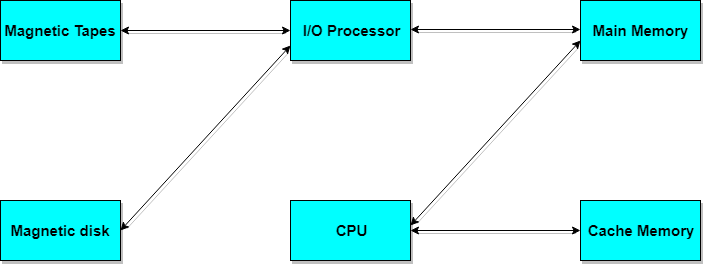 Magnetic Tapes
I/O Processor
Main Memory
Magnetic disk
CPU
Cache Memory